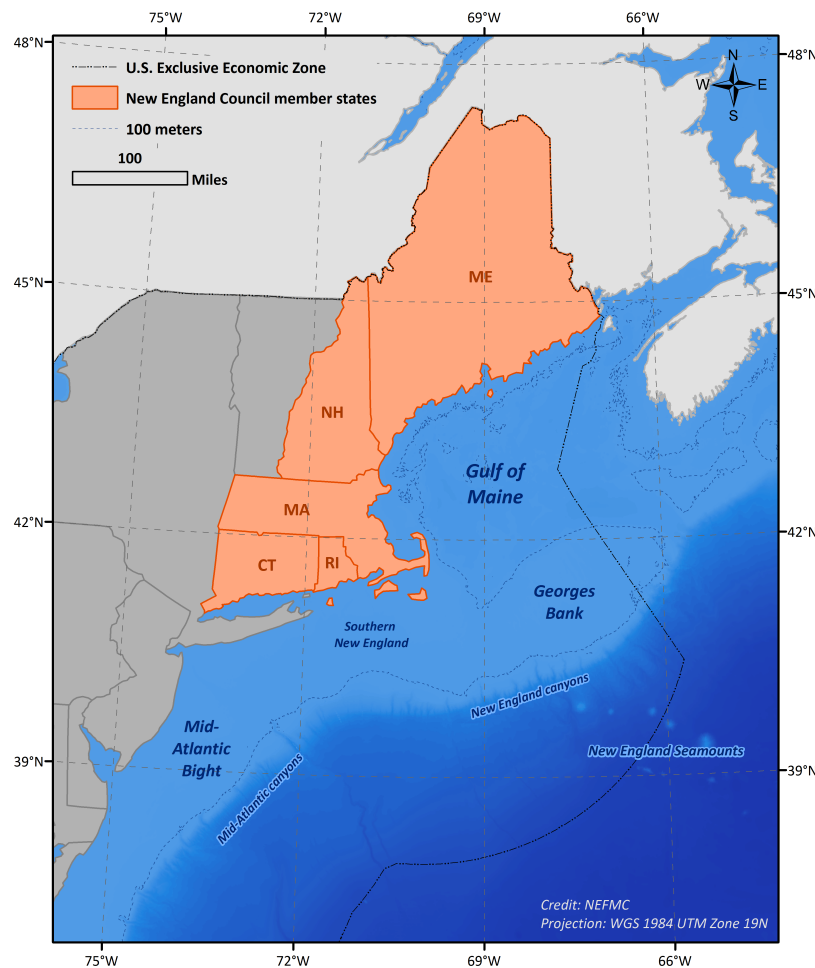 75°W 72°W 69°W 66°W
48°N
48°N
U.S. Exclusive Economic Zone
New England Council member states
100 meters
100
Miles
N
W E
S
ME
45°N
45°N
NH
Gulf of
Maine
MA
42°N
42°N
CT
RI
Georges
Bank
Southern
New England
New England canyons
Mid-
Atlantic
Bight
New England Seamounts
39°N
39°N
Mid-Atlantic canyons
Credit: NEFMC
Projection: WGS 1984 UTM Zone 19N
75°W 72°W 69°W 66°W